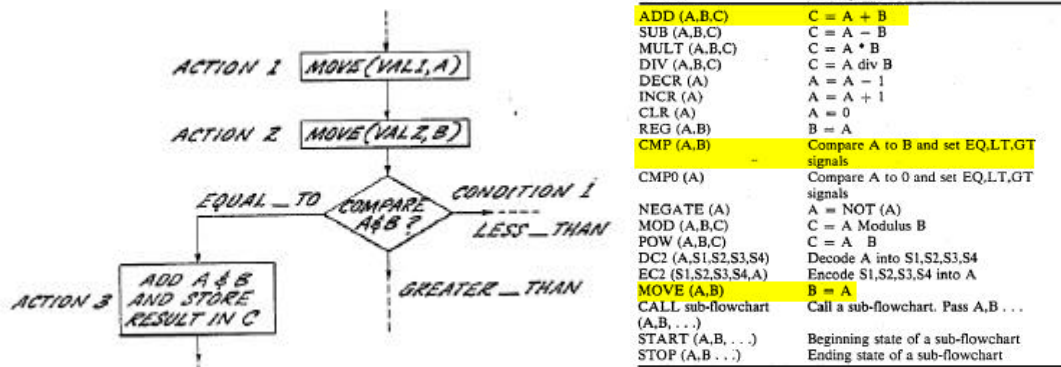 ACTION 1 MOVE(VAL1,A)
ACTION 2 MOVE(VAL2,B)
COMPARE
A&B?
CONDITION 1
EQUAL_TO
LESS_THAN
GREATER_THAN
ACTION 3
ADD A & B
AND STORE
RESULT IN C
ADD (A,B,C) C = A + B
SUB (A,B,C) C = A − B
MULT (A,B,C) C = A * B
DIV (A,B,C) C = A div B
DECR (A) A = A − 1
INCR (A) A = A + 1
CLR (A) A = 0
REG (A,B) B = A
CMP (A,B) Compare A to B and set EQ,LT,GT
signals
CMP0 (A) Compare A to 0 and set EQ,LT,GT
signals
NEGATE (A) A = NOT (A)
MOD (A,B,C) C = A Modulus B
POW (A,B,C) C = A B
DC2 (A,S1,S2,S3,S4) Decode A into S1,S2,S3,S4
EC2 (S1,S2,S3,S4,A) Encode S1,S2,S3,S4 into A
MOVE (A,B) B = A
CALL sub-flowchart Call a sub-flowchart. Pass A,B . . .
(A,B, . . .)
START (A,B, . . .) Beginning state of a sub-flowchart
STOP (A,B . . .) Ending state of a sub-flowchart